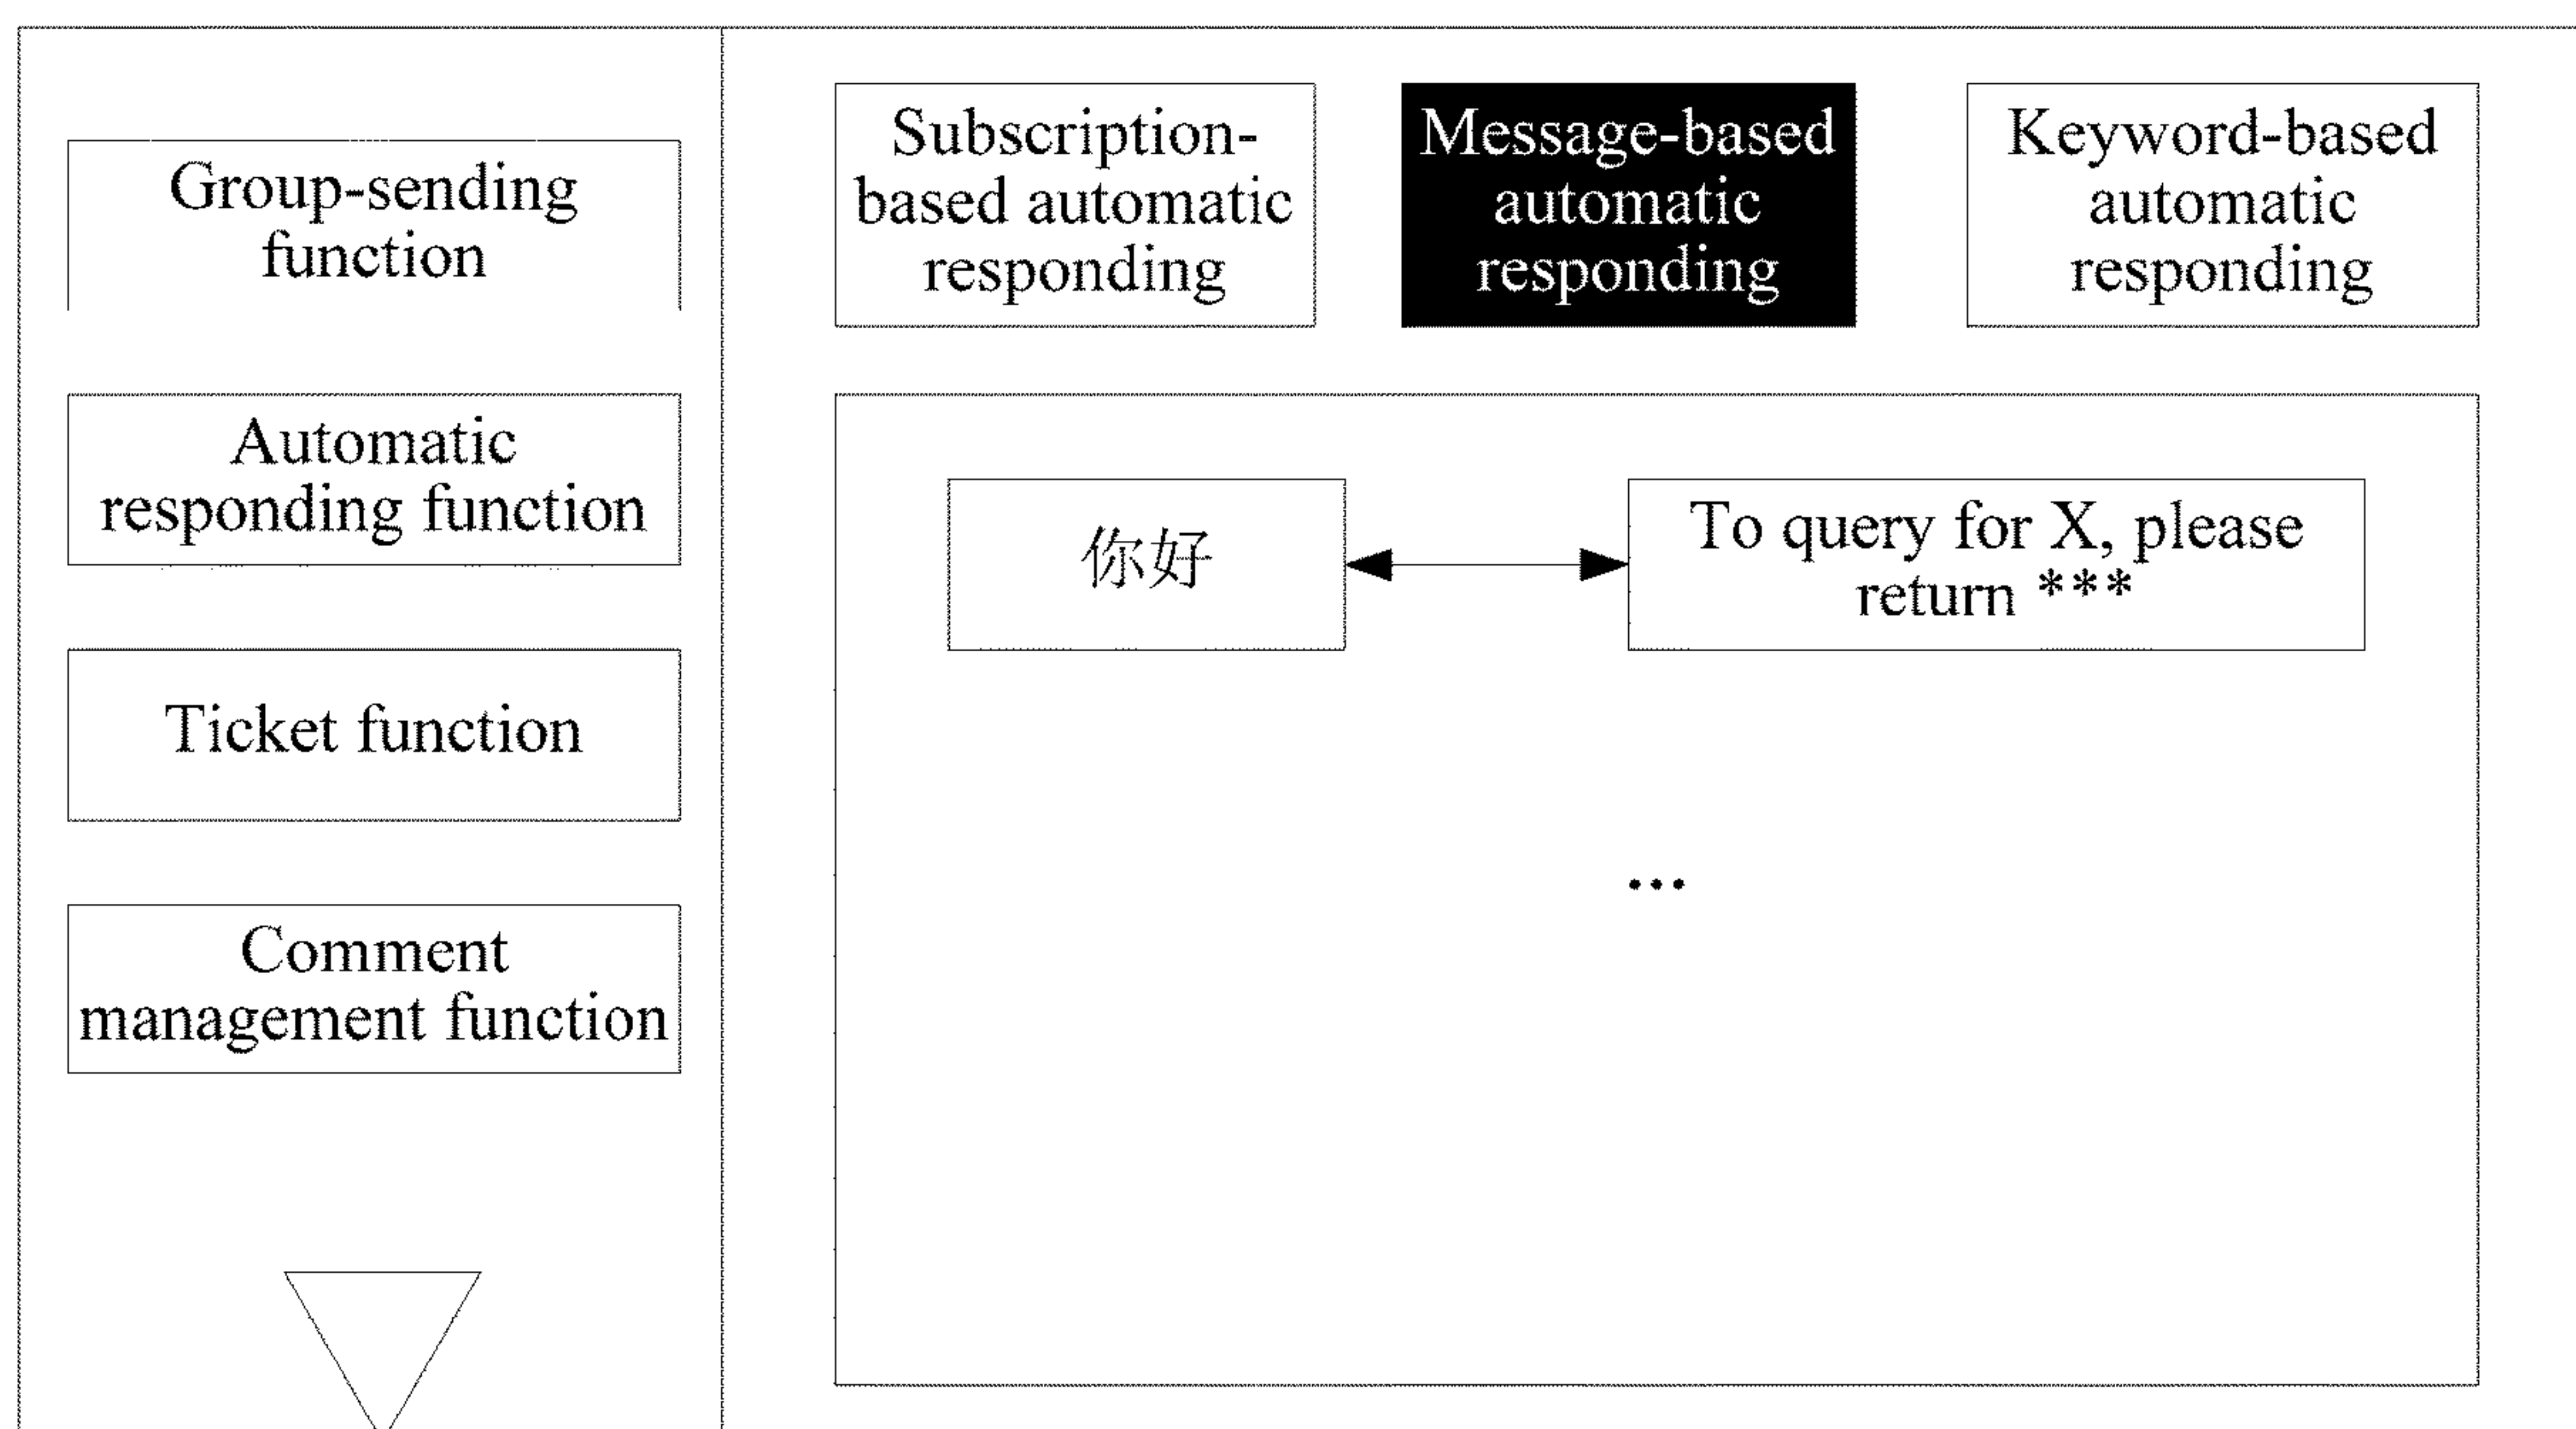 Group-sending
function
Automatic
responding function
Ticket function
Comment
management function
Subscription-
based automatic
responding
Message-based
automatic
responding
Keyword-based
automatic
responding
你好
To query for X, please
return ***
...